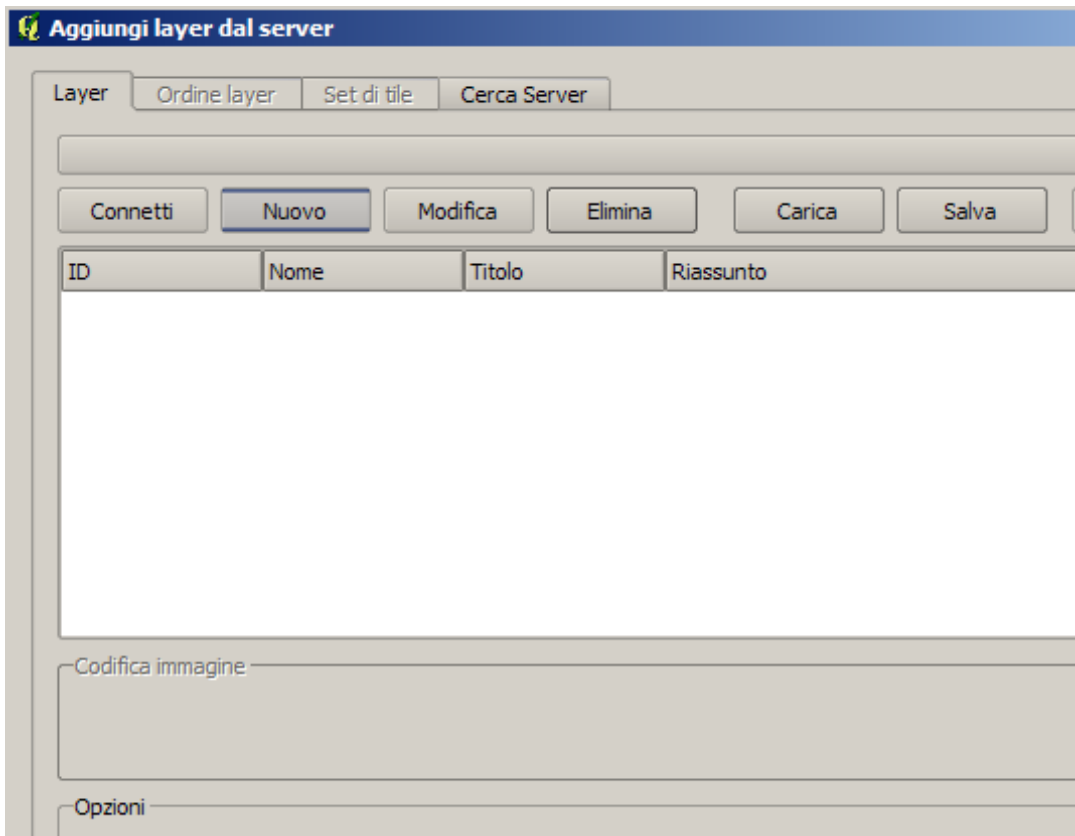 Aggiungi layer dal server
Layer Ordine layer Set di tile Cerca Server
Connetti Nuovo Modifica Elimina Carica Salva
ID Nome Titolo Riassunto
Codifica immagine
Opzioni